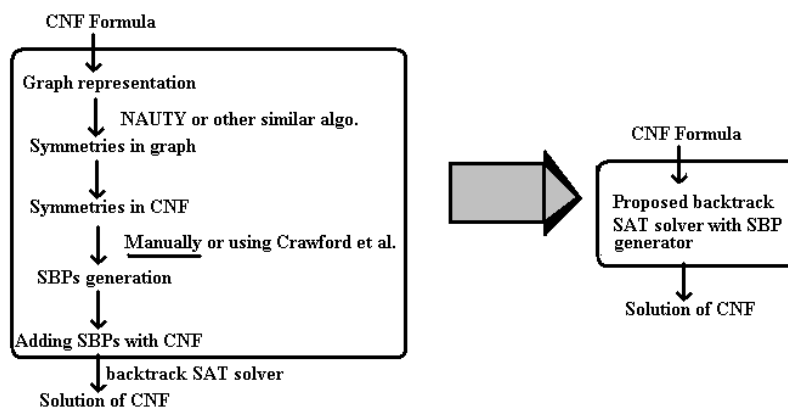 CNF Formula
Graph representation
NAUTY or other similar algo.
Symmetries in graph
Symmetries in CNF
Manually or using Crawford et al.
SBPs generation
Adding SBPs with CNF
backtrack SAT solver
Solution of CNF
CNF Formula
Proposed backtrack
SAT solver with SBP
generator
Solution of CNF